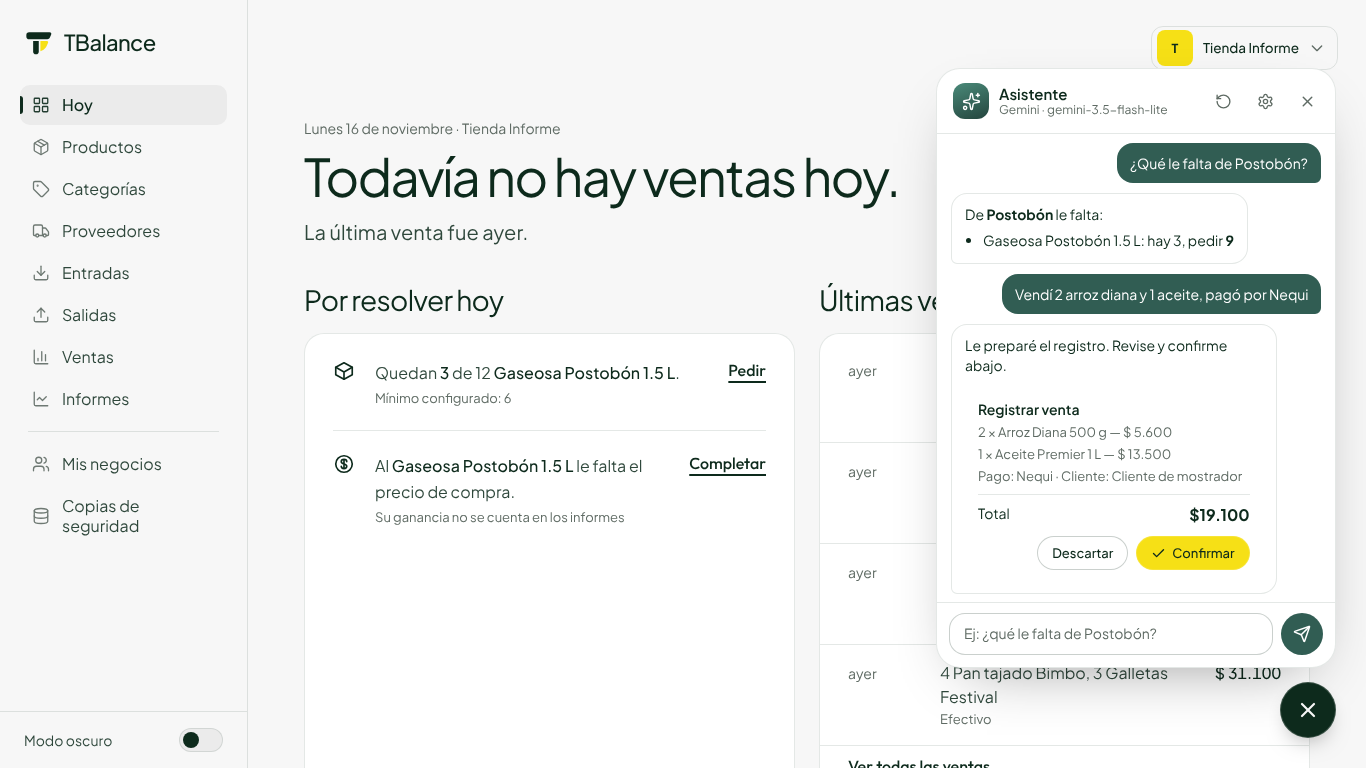 TBalance
Hoy
Productos
Categorías
Proveedores
Entradas
Salidas
Ventas
Informes
Mis negocios
Copias de
seguridad
Modo oscuro
T
Tienda Informe
Lunes 16 de noviembre · Tienda Informe
Todavía no hay ventas hoy.
La última venta fue ayer.
Por resolver hoy
Quedan 3 de 12 Gaseosa Postobón 1.5 L.
Pedir
Mínimo configurado: 6
Al Gaseosa Postobón 1.5 L le falta el
precio de compra.
Completar
Su ganancia no se cuenta en los informes
Últimas ve
ayer
ayer
ayer
ayer
4 Pan tajado Bimbo, 3 Galletas
Festival
$ 31.100
Efectivo
Ver todas las ventas
Asistente
Gemini · gemini-3.5-flash-lite
¿Qué le falta de Postobón?
De Postobón le falta:
• Gaseosa Postobón 1.5 L: hay 3, pedir 9
Vendí 2 arroz diana y 1 aceite, pagó por Nequi
Le preparé el registro. Revise y confirme
abajo.
Registrar venta
2 × Arroz Diana 500 g — $ 5.600
1 × Aceite Premier 1 L — $ 13.500
Pago: Nequi · Cliente: Cliente de mostrador
Total
$19.100
Descartar
Confirmar
Ej: ¿qué le falta de Postobón?